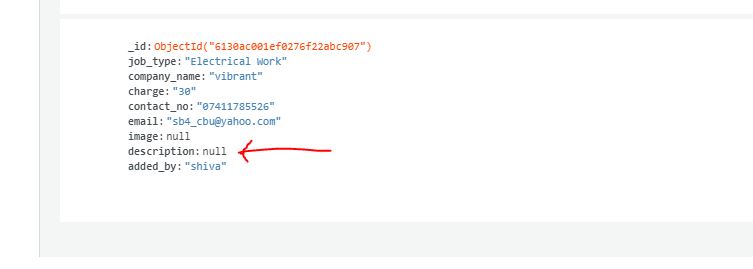 _id: ObjectId("6130ac001ef0276f22abc907")
job_type: "Electrical Work"
company_name: "vibrant"
charge: "30"
contact_no: "07411785526"
email: "sb4_cbu@yahoo.com"
image: null
description: null
added_by: "shiva"